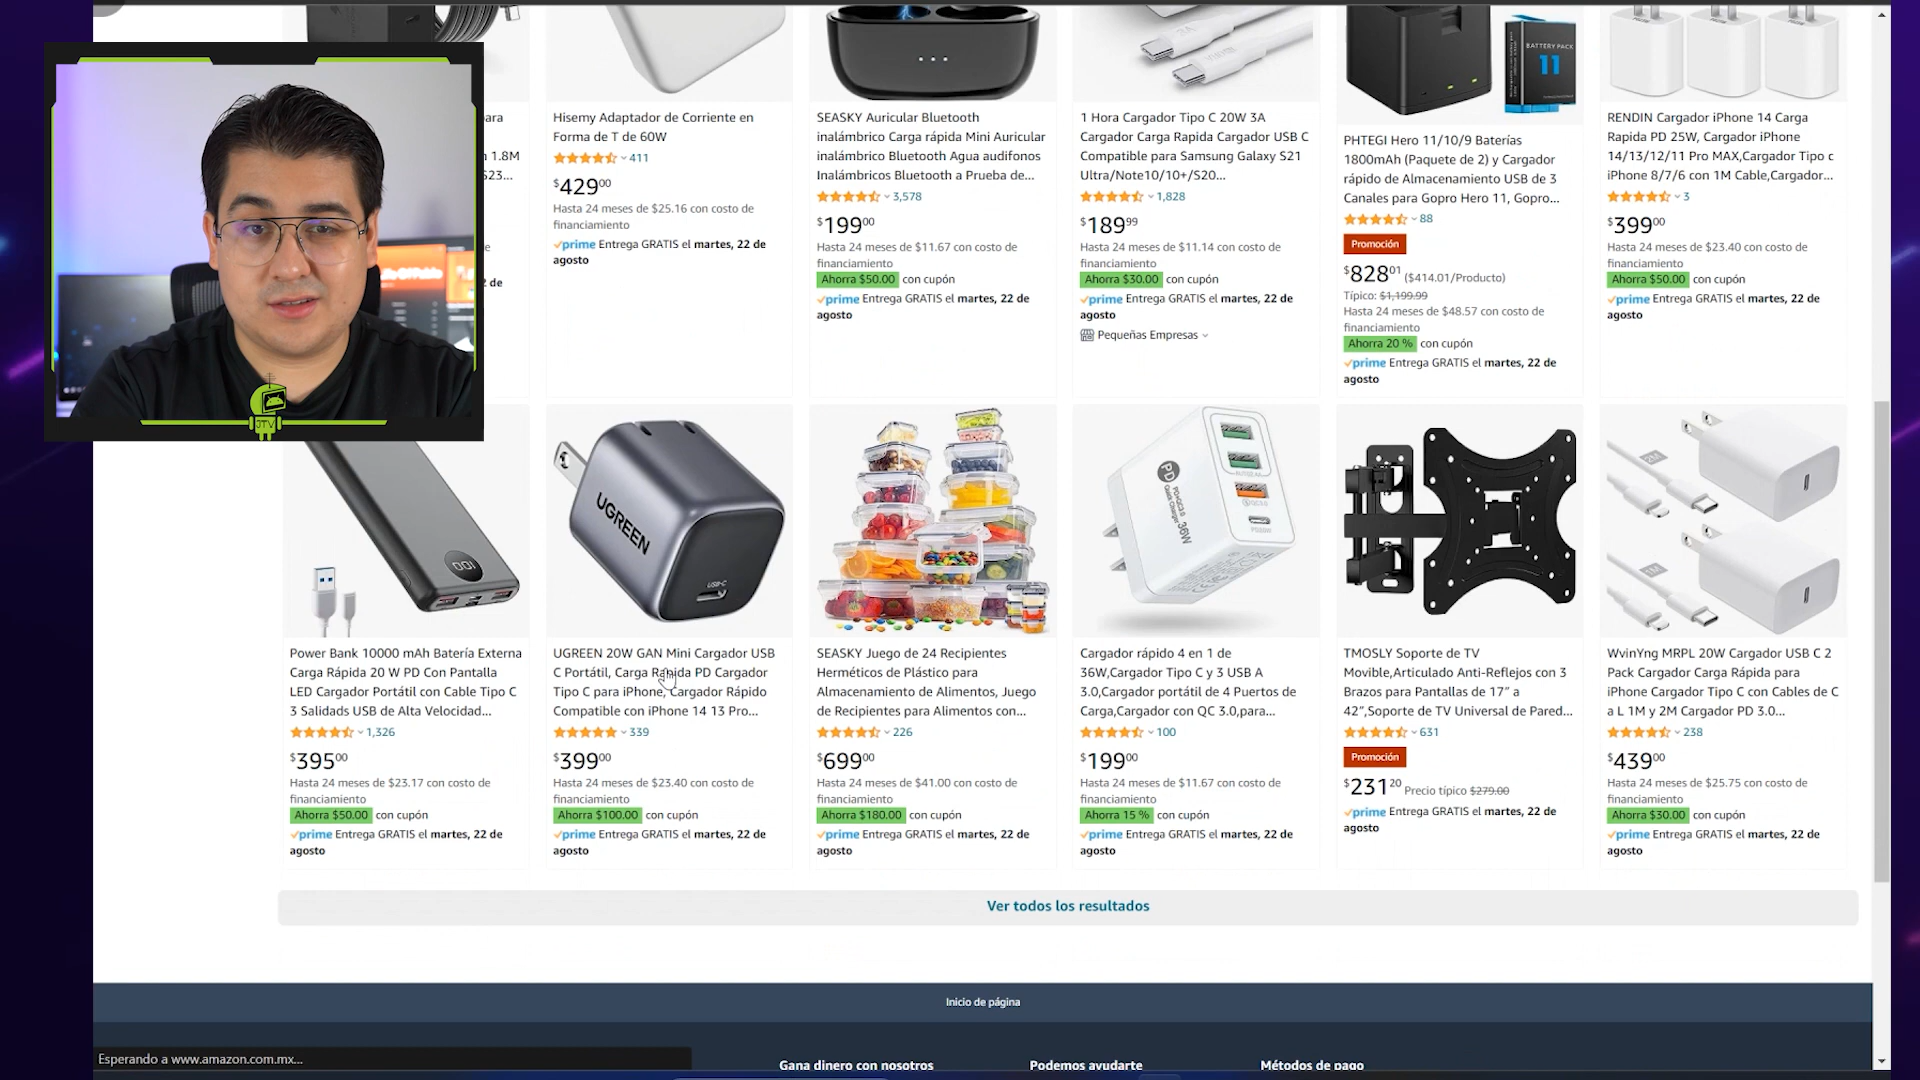 BATTERY PACK
11
para
n 1.8M
S23...
e
2 de
Hisemy Adaptador de Corriente en
Forma de T de 60W
411
$429 00
Hasta 24 meses de $25.16 con costo de
financiamiento
prime Entrega GRATIS el martes, 22 de
agosto
SEASKY Auricular Bluetooth
inalámbrico Carga rápida Mini Auricular
inalámbrico Bluetooth Agua audifonos
Inalámbricos Bluetooth a Prueba de...
3,578
$199 00
Hasta 24 meses de $11.67 con costo de
financiamiento
Ahorra $50.00 con cupón
prime Entrega GRATIS el martes, 22 de
agosto
1 Hora Cargador Tipo C 20W 3A
Cargador Carga Rapida Cargador USB C
Compatible para Samsung Galaxy S21
Ultra/Note10/10+/S20...
1,828
$189 99
Hasta 24 meses de $11.14 con costo de
financiamiento
Ahorra $30.00 con cupón
prime Entrega GRATIS el martes, 22 de
agosto
Pequeñas Empresas
PHTEGI Hero 11/10/9 Baterías
1800mAh (Paquete de 2) y Cargador
rápido de Almacenamiento USB de 3
Canales para Gopro Hero 11, Gopro...
88
Promoción
$828 01 ($414.01/Producto)
Típico: $1,199.99
Hasta 24 meses de $48.57 con costo de
financiamiento
Ahorra 20 % con cupón
prime Entrega GRATIS el martes, 22 de
agosto
RENDIN Cargador iPhone 14 Carga
Rapida PD 25W, Cargador iPhone
14/13/12/11 Pro MAX,Cargador Tipo c
iPhone 8/7/6 con 1M Cable,Cargador...
3
$399 00
Hasta 24 meses de $23.40 con costo de
financiamiento
Ahorra $50.00 con cupón
prime Entrega GRATIS el martes, 22 de
agosto
JTV
100
UGREEN
USB-C
PD
PD+QC3.0
Quick Charger 36W
2M
1M
Power Bank 10000 mAh Batería Externa
Carga Rápida 20 W PD Con Pantalla
LED Cargador Portátil con Cable Tipo C
3 Salidads USB de Alta Velocidad...
1,326
$395 00
Hasta 24 meses de $23.17 con costo de
financiamiento
Ahorra $50.00 con cupón
prime Entrega GRATIS el martes, 22 de
agosto
UGREEN 20W GAN Mini Cargador USB
C Portátil, Carga Rápida PD Cargador
Tipo C para iPhone, Cargador Rápido
Compatible con iPhone 14 13 Pro...
339
$399 00
Hasta 24 meses de $23.40 con costo de
financiamiento
Ahorra $100.00 con cupón
prime Entrega GRATIS el martes, 22 de
agosto
SEASKY Juego de 24 Recipientes
Herméticos de Plástico para
Almacenamiento de Alimentos, Juego
de Recipientes para Alimentos con...
226
$699 00
Hasta 24 meses de $41.00 con costo de
financiamiento
Ahorra $180.00 con cupón
prime Entrega GRATIS el martes, 22 de
agosto
Cargador rápido 4 en 1 de
36W,Cargador Tipo C y 3 USB A
3.0,Cargador portátil de 4 Puertos de
Carga,Cargador con QC 3.0,para...
100
$199 00
Hasta 24 meses de $11.67 con costo de
financiamiento
Ahorra 15 % con cupón
prime Entrega GRATIS el martes, 22 de
agosto
TMOSLY Soporte de TV
Movible,Articulado Anti-Reflejos con 3
Brazos para Pantallas de 17” a
42”,Soporte de TV Universal de Pared...
631
Promoción
$231 20 Precio típico $279.00
prime Entrega GRATIS el martes, 22 de
agosto
WvinYng MRPL 20W Cargador USB C 2
Pack Cargador Carga Rápida para
iPhone Cargador Tipo C con Cables de C
a L 1M y 2M Cargador PD 3.0...
238
$439 00
Hasta 24 meses de $25.75 con costo de
financiamiento
Ahorra $30.00 con cupón
prime Entrega GRATIS el martes, 22 de
agosto
Ver todos los resultados
Inicio de página
Esperando a www.amazon.com.mx...
Gana dinero con nosotros
Podemos ayudarte
Métodos de pago